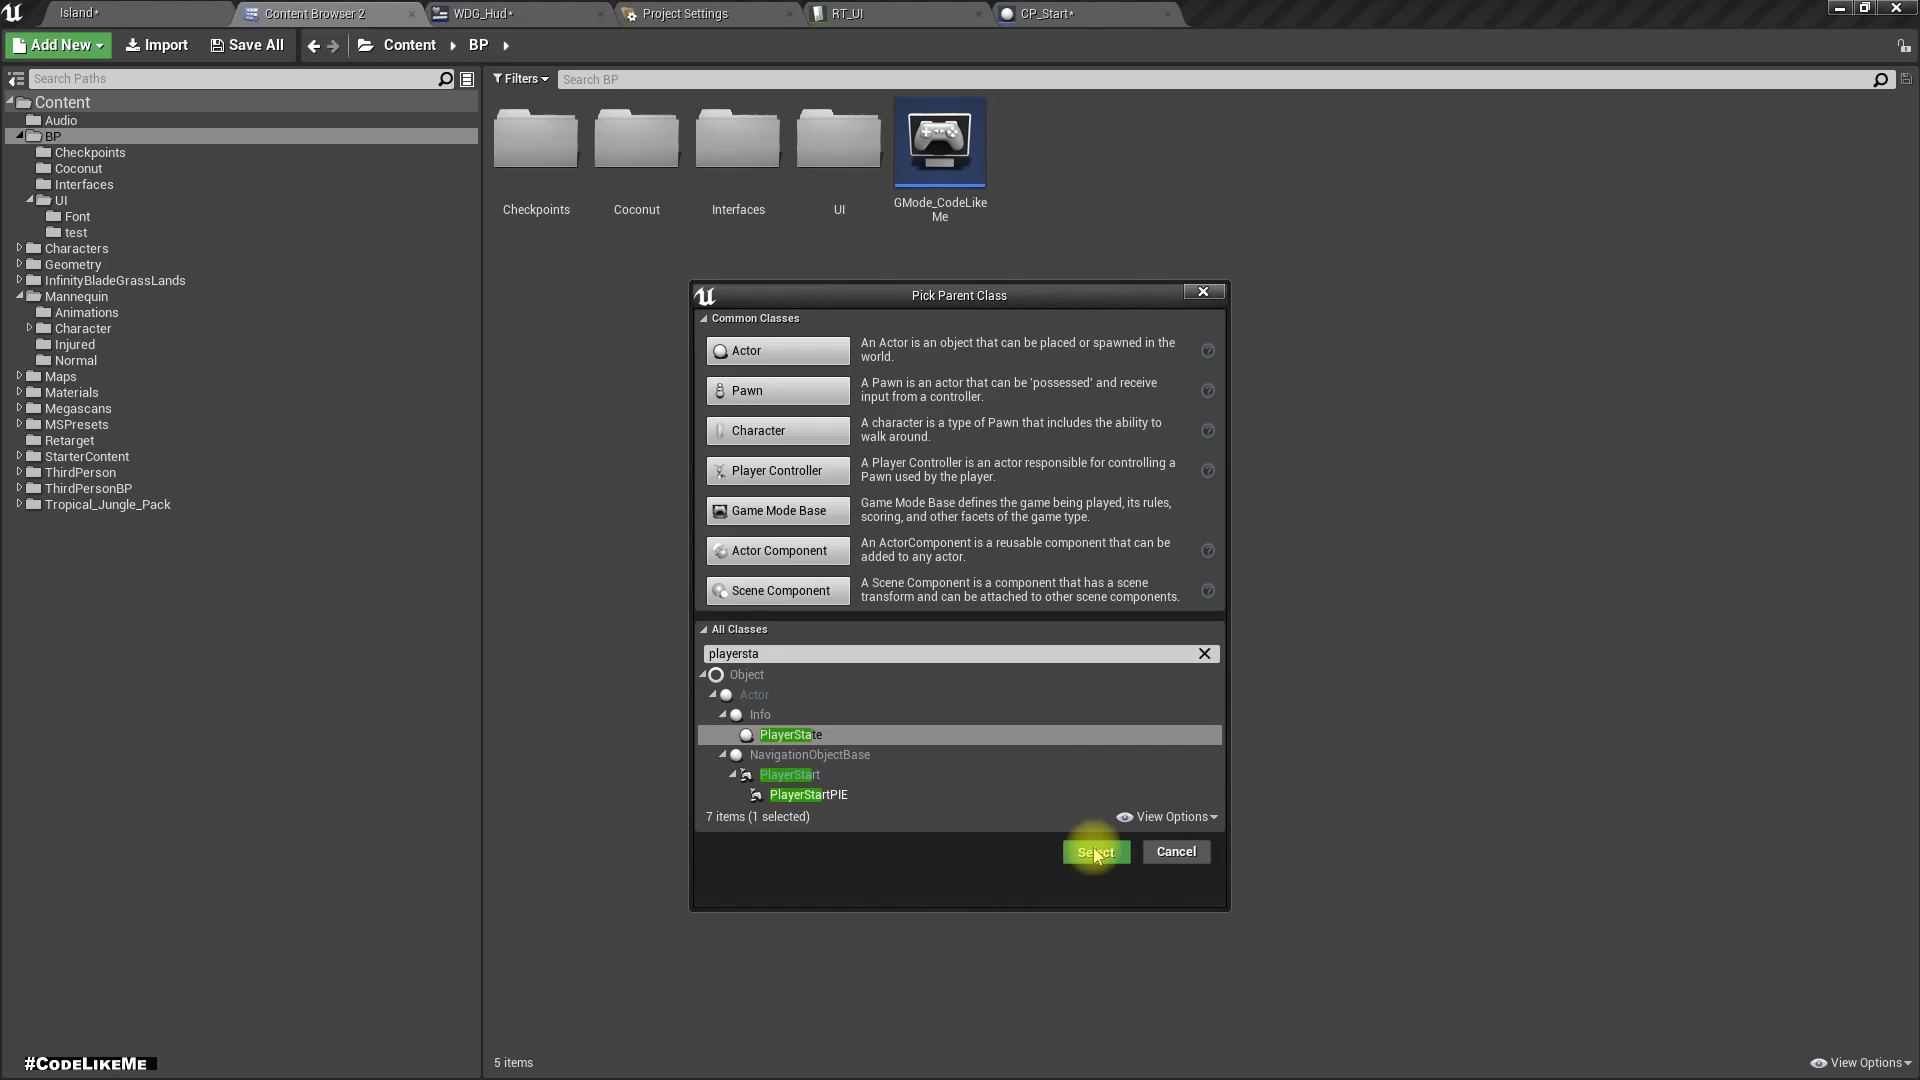 Island*
Content Browser 2
WDG_Hud*
Project Settings
RT_UI
CP_Start*
Add New
Import
Save All
Content
BP
Search Paths
Filters
Search BP
Content
Audio
BP
Checkpoints
Coconut
Interfaces
UI
Font
test
Characters
Geometry
InfinityBladeGrassLands
Mannequin
Animations
Character
Injured
Normal
Maps
Materials
Megascans
MSPresets
Retarget
StarterContent
ThirdPerson
ThirdPersonBP
Tropical_Jungle_Pack
Checkpoints
Coconut
Interfaces
UI
GMode_CodeLike
Me
Pick Parent Class
Common Classes
Actor
An Actor is an object that can be placed or spawned in the
world.
Pawn
A Pawn is an actor that can be 'possessed' and receive
input from a controller.
Character
A character is a type of Pawn that includes the ability to
walk around.
Player Controller
A Player Controller is an actor responsible for controlling a
Pawn used by the player.
Game Mode Base
Game Mode Base defines the game being played, its rules,
scoring, and other facets of the game type.
Actor Component
An ActorComponent is a reusable component that can be
added to any actor.
Scene Component
A Scene Component is a component that has a scene
transform and can be attached to other scene components.
All Classes
playersta
Object
Actor
Info
PlayerState
NavigationObjectBase
PlayerStart
PlayerStartPIE
7 items (1 selected)
View Options
Select
Cancel
#CodeLikeMe
5 items
View Options